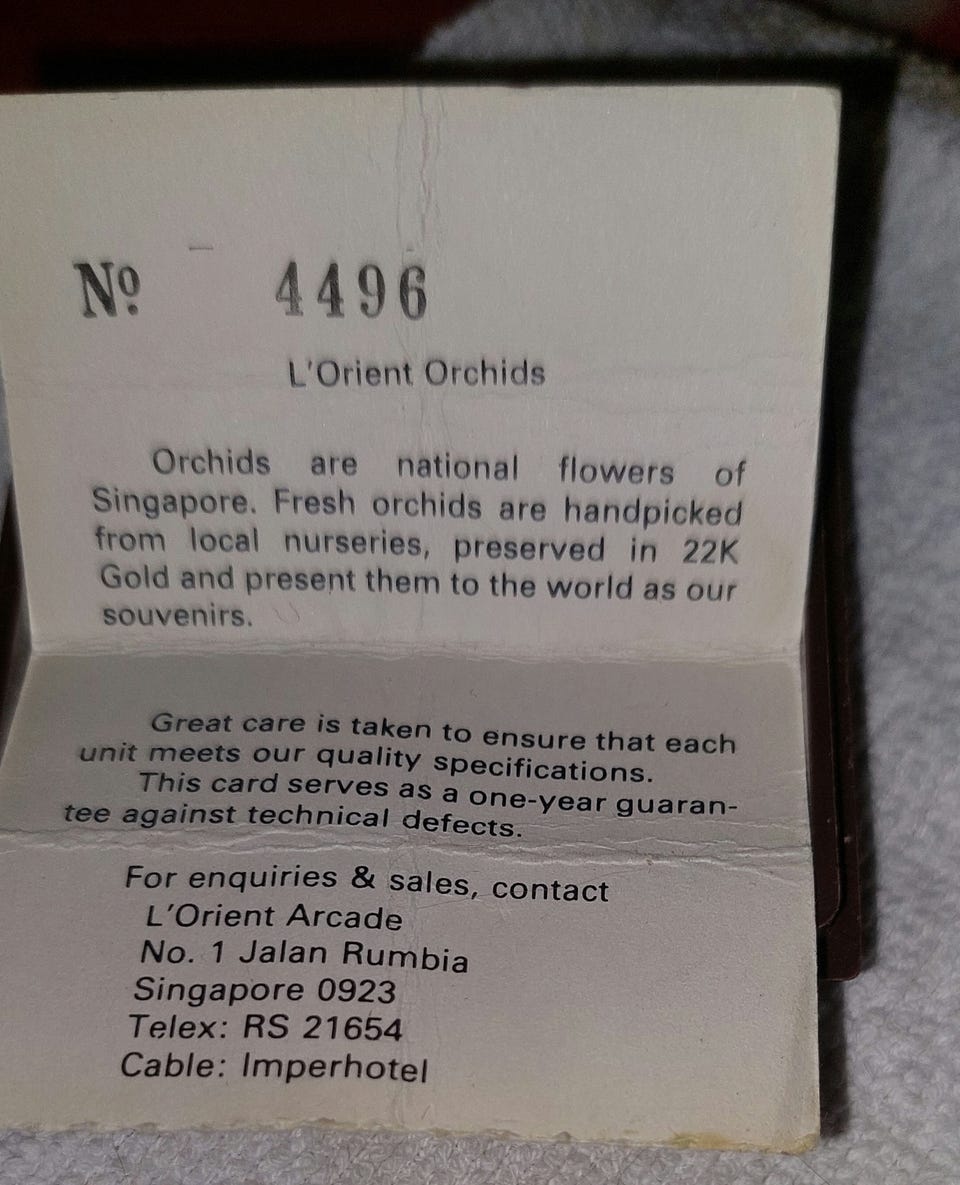 Nº 4496
L'Orient Orchids
Orchids are national flowers of
Singapore. Fresh orchids are handpicked
from local nurseries, preserved in 22K
Gold and present them to the world as our
souvenirs.
Great care is taken to ensure that each
unit meets our quality specifications.
This card serves as a one-year guaran-
tee against technical defects.
For enquiries & sales, contact
L'Orient Arcade
No. 1 Jalan Rumbia
Singapore 0923
Telex: RS 21654
Cable: Imperhotel